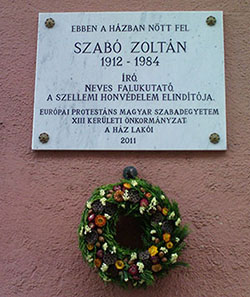 EBBEN A HÁZBAN NŐTT FEL
SZABÓ ZOLTÁN
1912 - 1984
ÍRÓ,
NEVES FALUKUTATÓ,
A SZELLEMI HONVÉDELEM ELINDÍTÓJA.
EURÓPAI PROTESTÁNS MAGYAR SZABADEGYETEM
XIII KERÜLETI ÖNKORMÁNYZAT
A HÁZ LAKÓI
2011